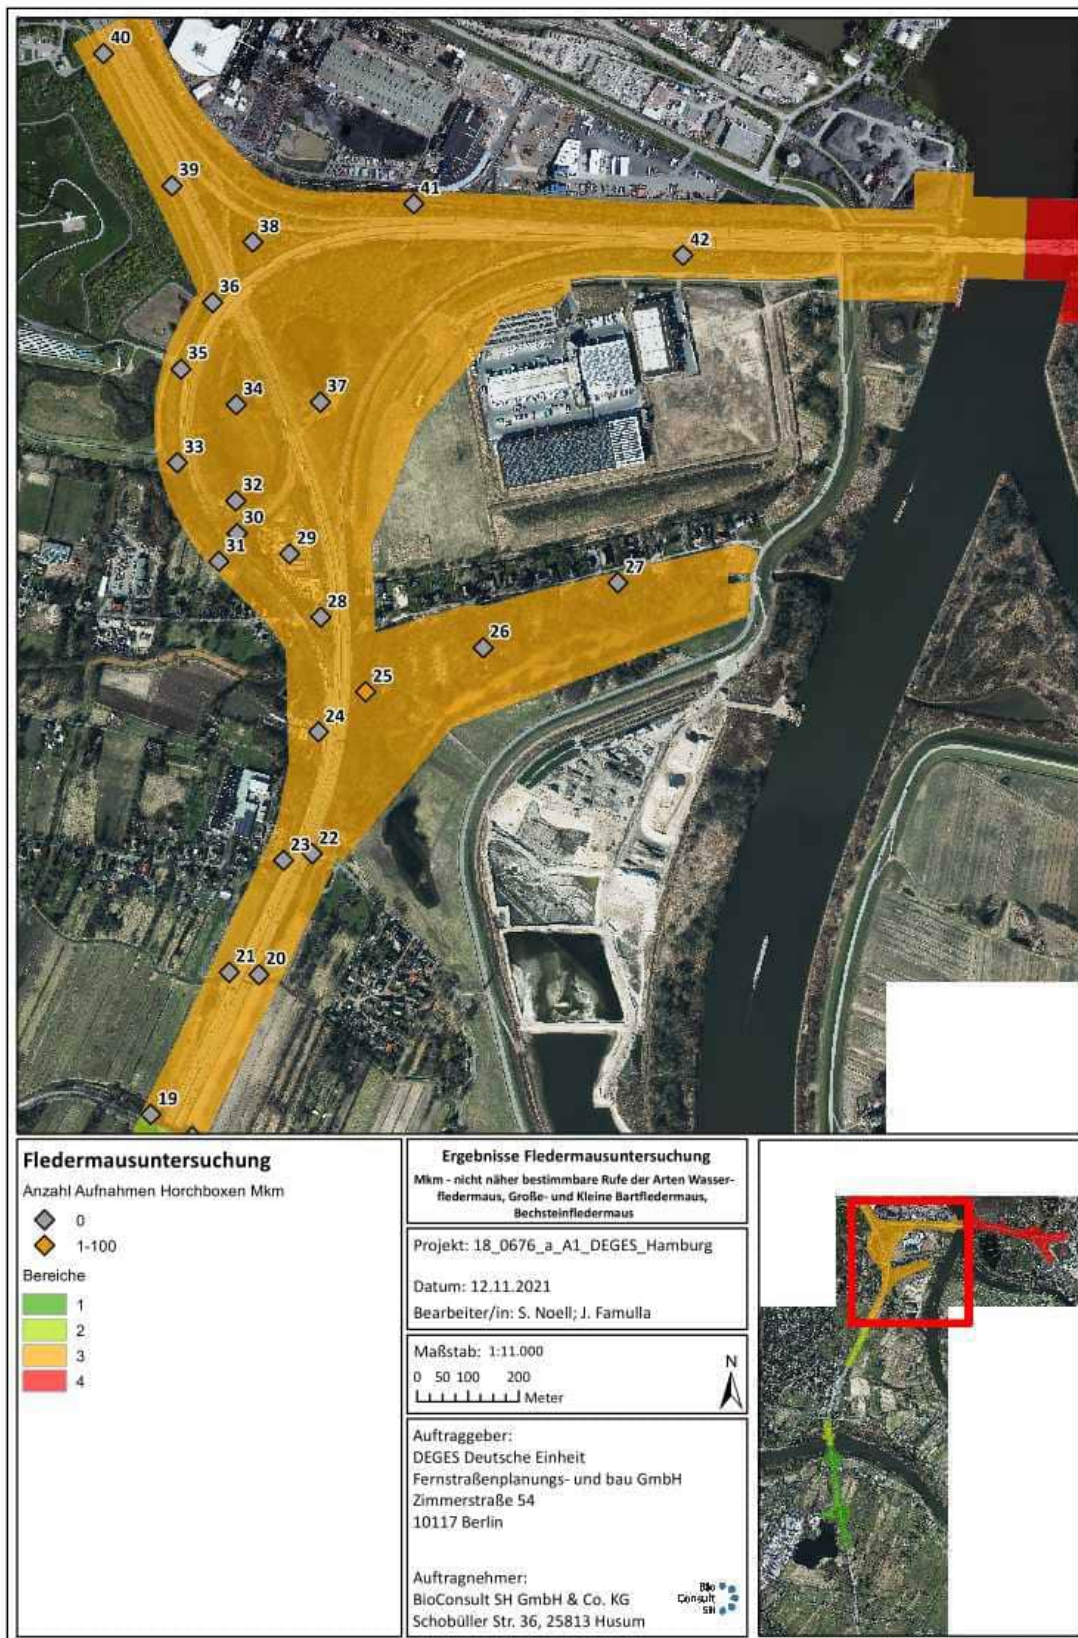 40
39
41
38
42
36
35
34
37
33
32
30
31
29
28
27
26
25
24
23
22
21
20
19
Fledermausuntersuchung
Anzahl Aufnahmen Horchboxen Mkm
0
1-100
Bereiche
1
2
3
4
Ergebnisse Fledermausuntersuchung
Mkm - nicht näher bestimmbare Rufe der Arten Wasser-
fledermaus, Große- und Kleine Bartfledermaus,
Bechsteinfledermaus
Projekt: 18_0676_a_A1_DEGES_Hamburg
Datum: 12.11.2021
Bearbeiter/in: S. Noell; J. Famulla
Maßstab: 1:11.000
0 50 100 200
Meter
N
Auftraggeber:
DEGES Deutsche Einheit
Fernstraßenplanungs- und bau GmbH
Zimmerstraße 54
10117 Berlin
Auftragnehmer:
BioConsult SH GmbH & Co. KG
Schobüller Str. 36, 25813 Husum
Bio
Consult
SH